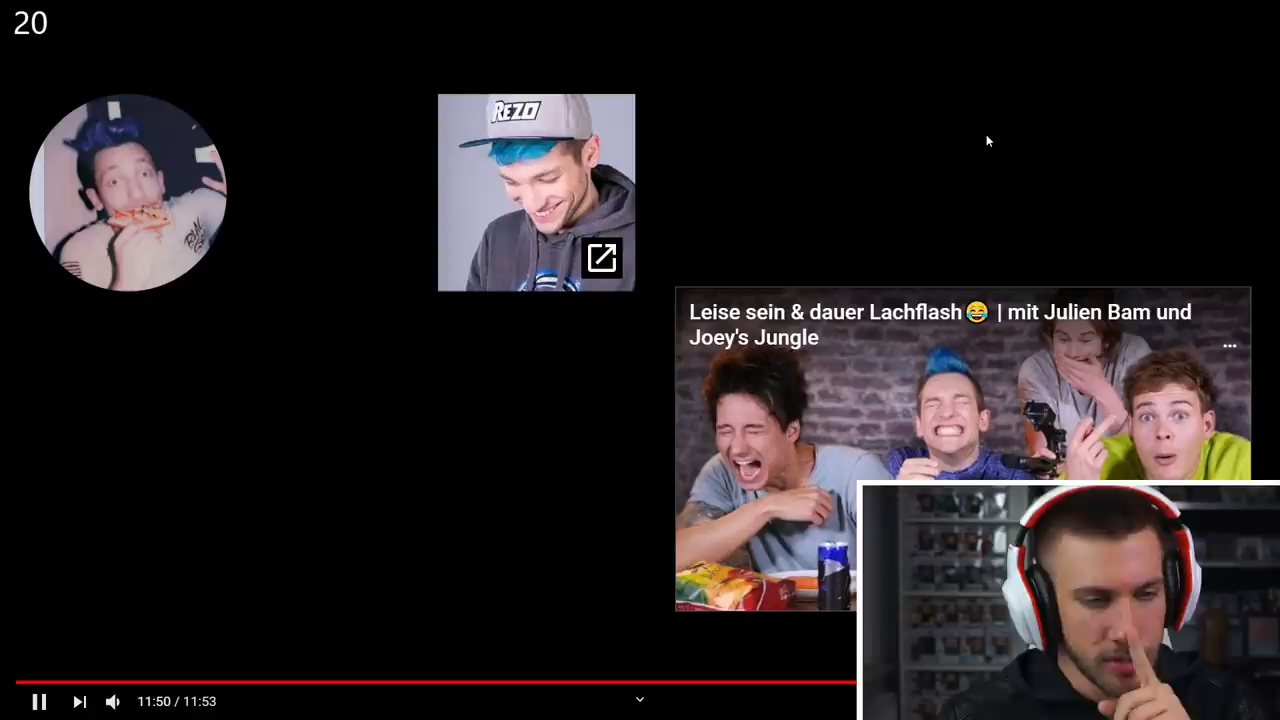 20
REZO
Leise sein & dauer Lachflash😂 | mit Julien Bam und
Joey's Jungle
11:50 / 11:53